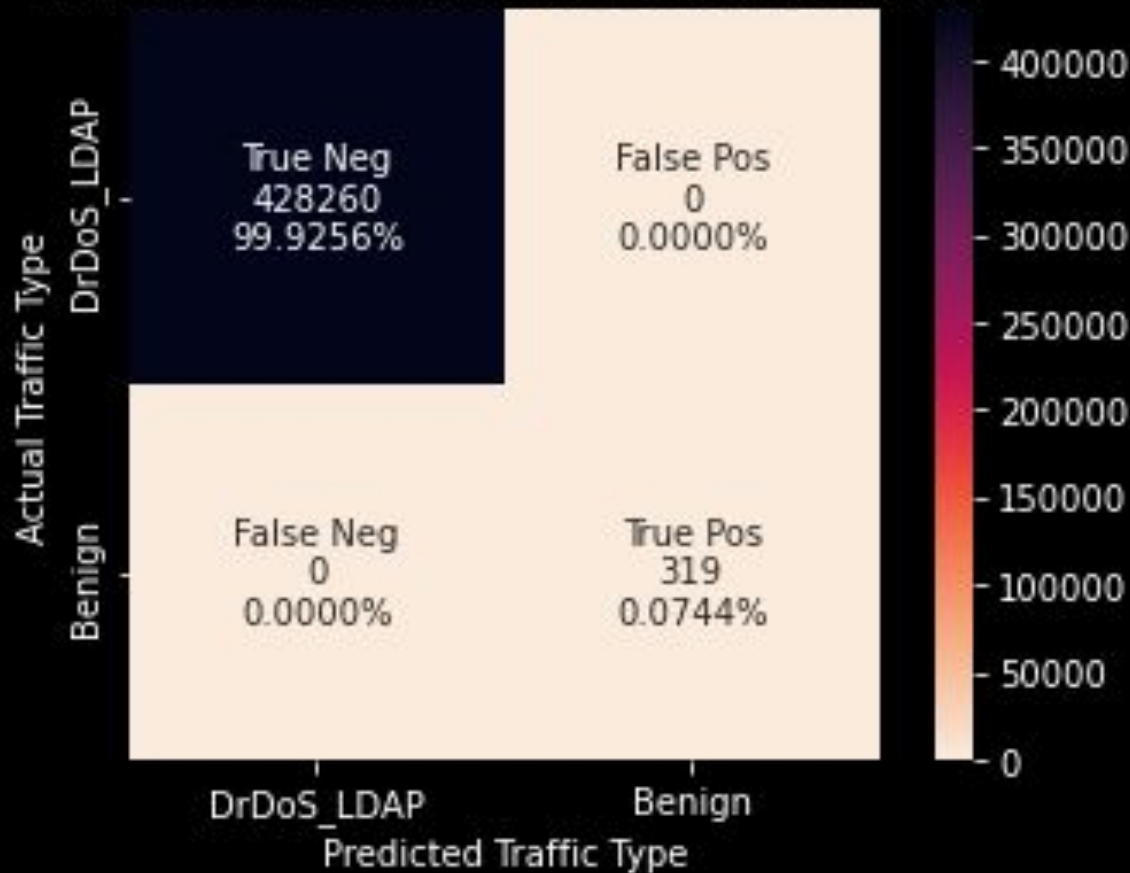 True Neg
428260
99.9256%
False Pos
0
0.0000%
False Neg
0
0.0000%
True Pos
319
0.0744%
Actual Traffic Type
DrDoS_LDAP
Benign
DrDoS_LDAP
Benign
Predicted Traffic Type
400000
350000
300000
250000
200000
150000
100000
50000
0